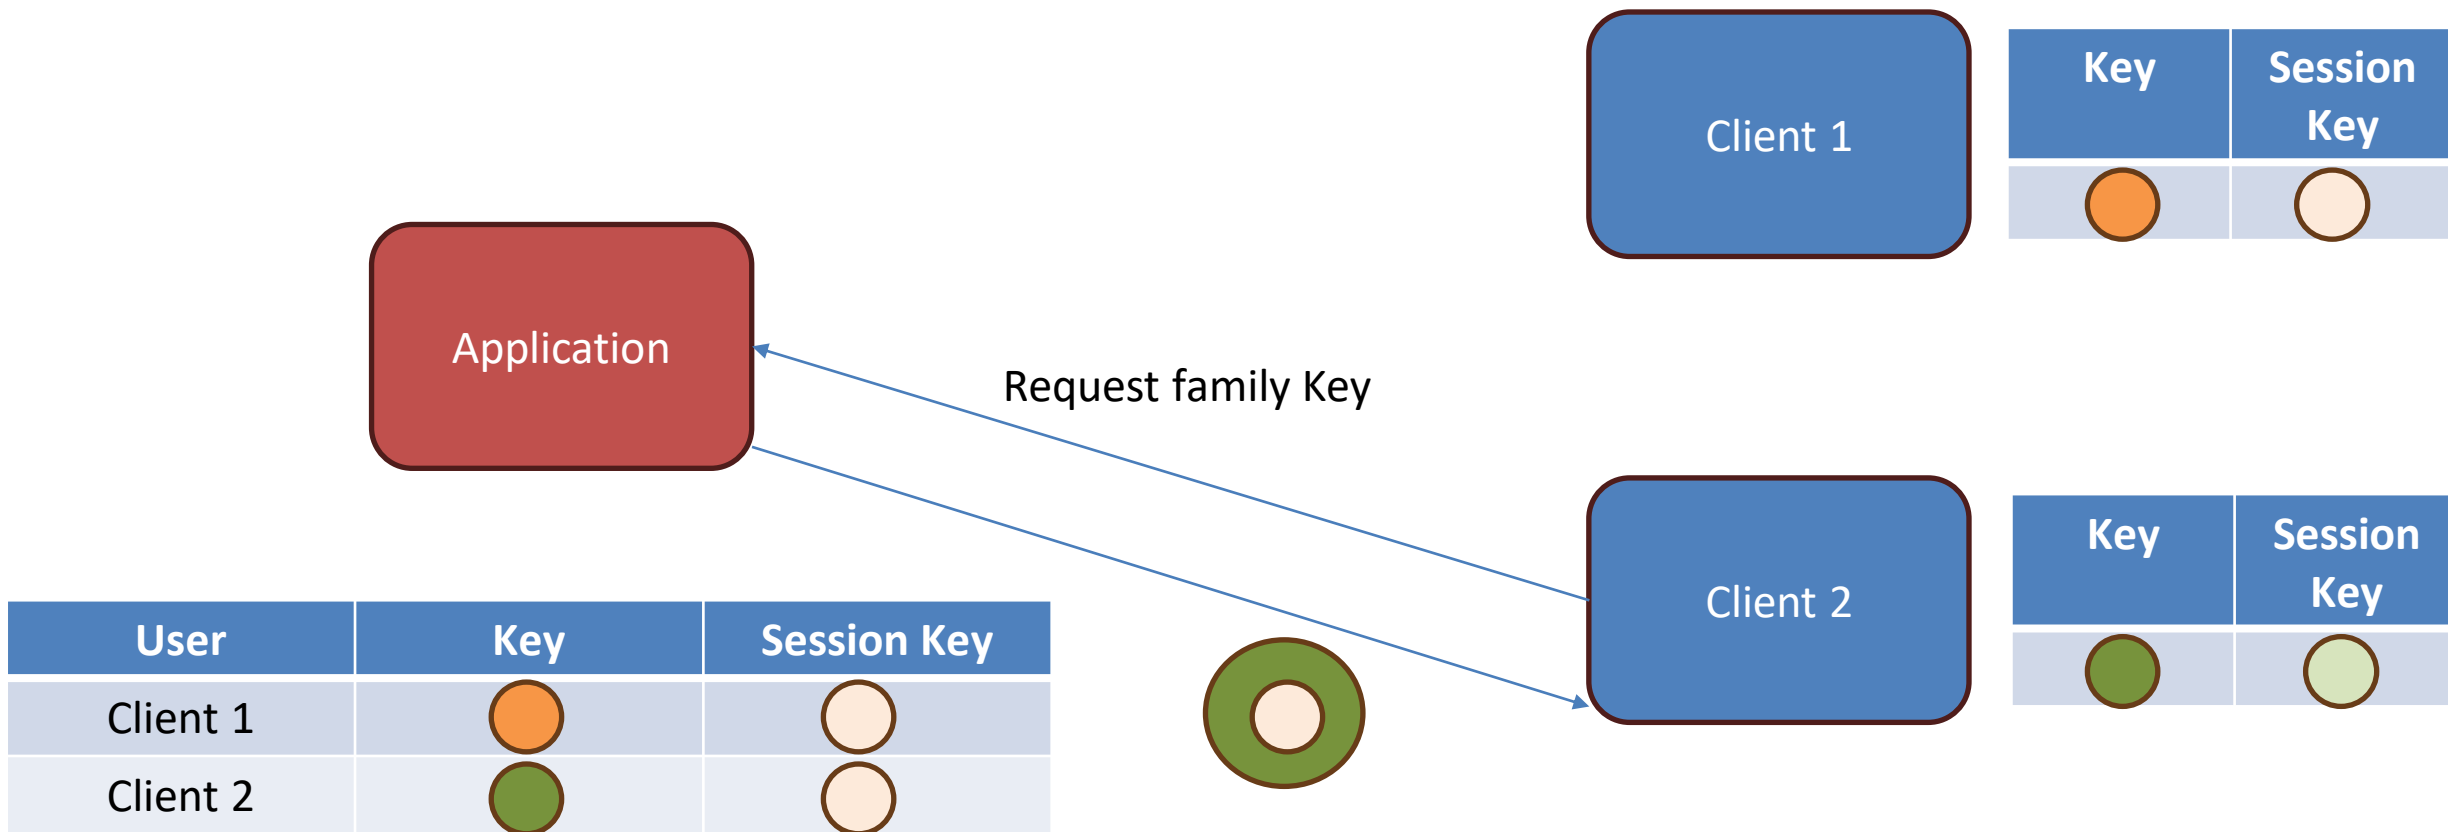 Client 1
Key
Session
Key
Application
Request family Key
Client 2
Key
Session
Key
User
Key
Session Key
Client 1
Client 2